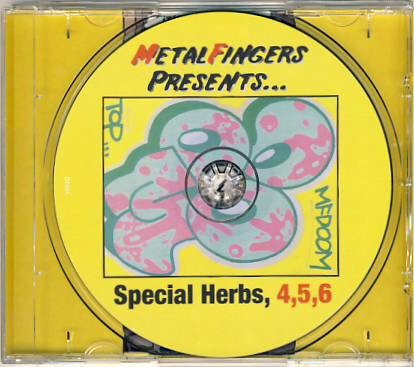 METALFINGERS
PRESENTS...
TOP...
MFDOOM
Special Herbs, 4,5,6